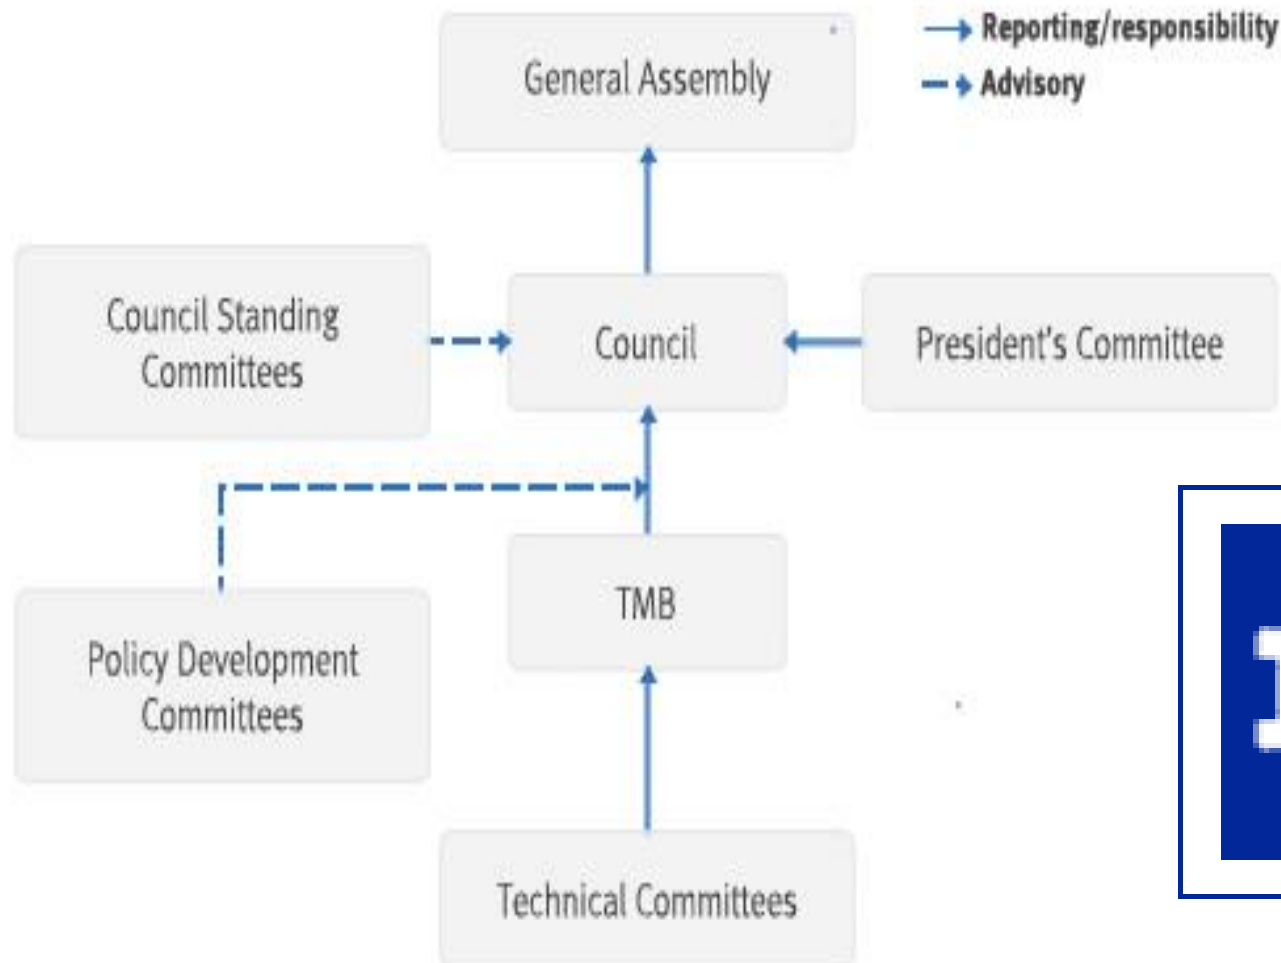 General Assembly
Reporting/responsibility
Advisory
Council Standing
Committees
Council
President's Committee
Policy Development
Committees
TMB
Technical Committees